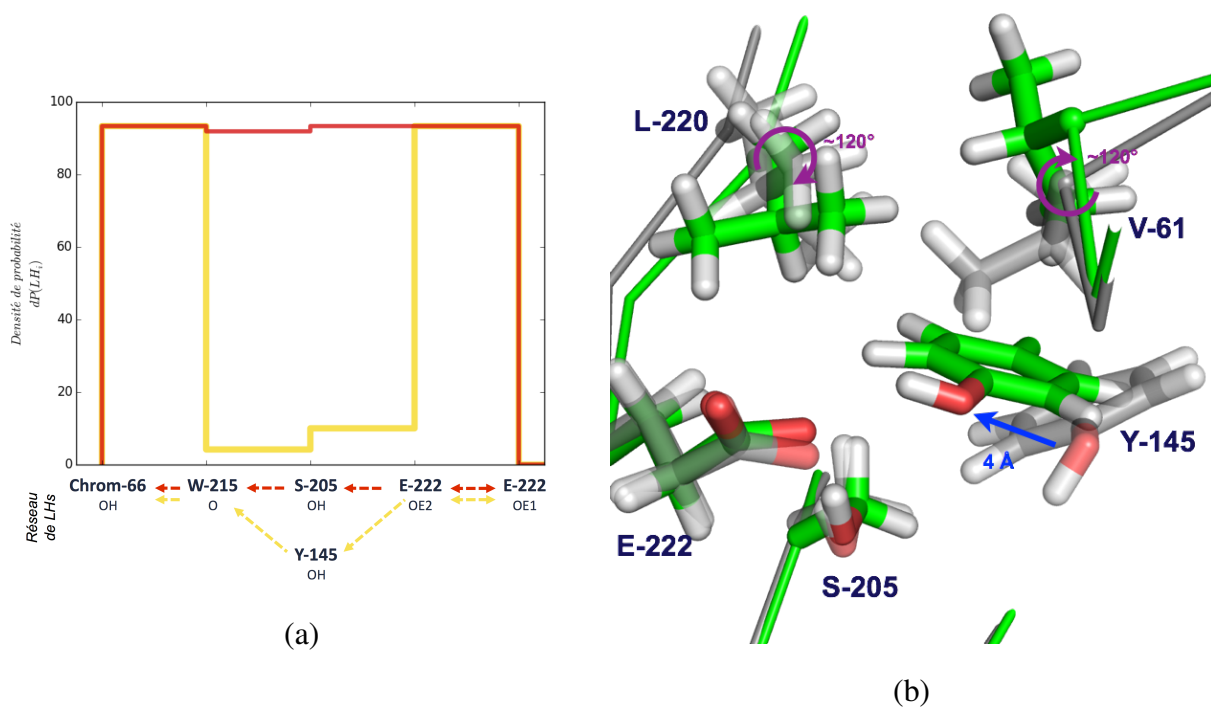 100
80
60
40
20
0
Densité de probabilité
dP(LH_i)
Chrom-66 W-215 S-205 E-222 E-222
OH O OH OE2 OE1
Réseau
de LHs
Y-145
OH
(a)
L-220
~120°
~120°
V-61
4 Å
Y-145
E-222
S-205
(b)